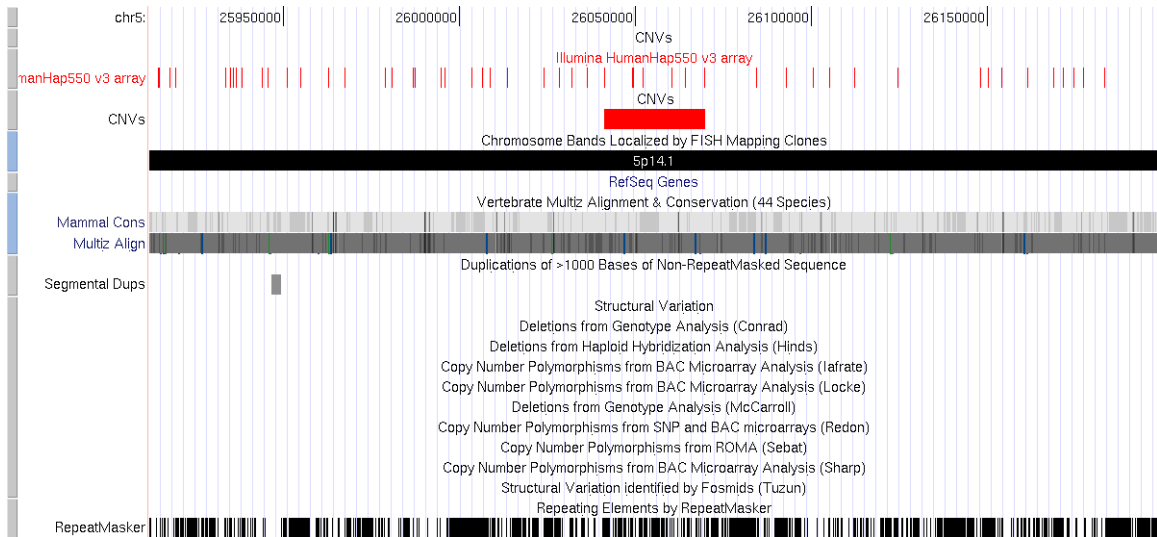 chr5: 25950000 26000000 26050000 26100000 26150000
CNVs
Illumina HumanHap550 v3 array
manHap550 v3 array
CNVs
CNVs
Chromosome Bands Localized by FISH Mapping Clones
5p14.1
RefSeq Genes
Vertebrate Multiz Alignment & Conservation (44 Species)
Mammal Cons
Multiz Align
Duplications of >1000 Bases of Non-RepeatMasked Sequence
Segmental Dups
Structural Variation
Deletions from Genotype Analysis (Conrad)
Deletions from Haploid Hybridization Analysis (Hinds)
Copy Number Polymorphisms from BAC Microarray Analysis (Iafrate)
Copy Number Polymorphisms from BAC Microarray Analysis (Locke)
Deletions from Genotype Analysis (McCarroll)
Copy Number Polymorphisms from SNP and BAC microarrays (Redon)
Copy Number Polymorphisms from ROMA (Sebat)
Copy Number Polymorphisms from BAC Microarray Analysis (Sharp)
Structural Variation identified by Fosmids (Tuzun)
Repeating Elements by RepeatMasker
RepeatMasker